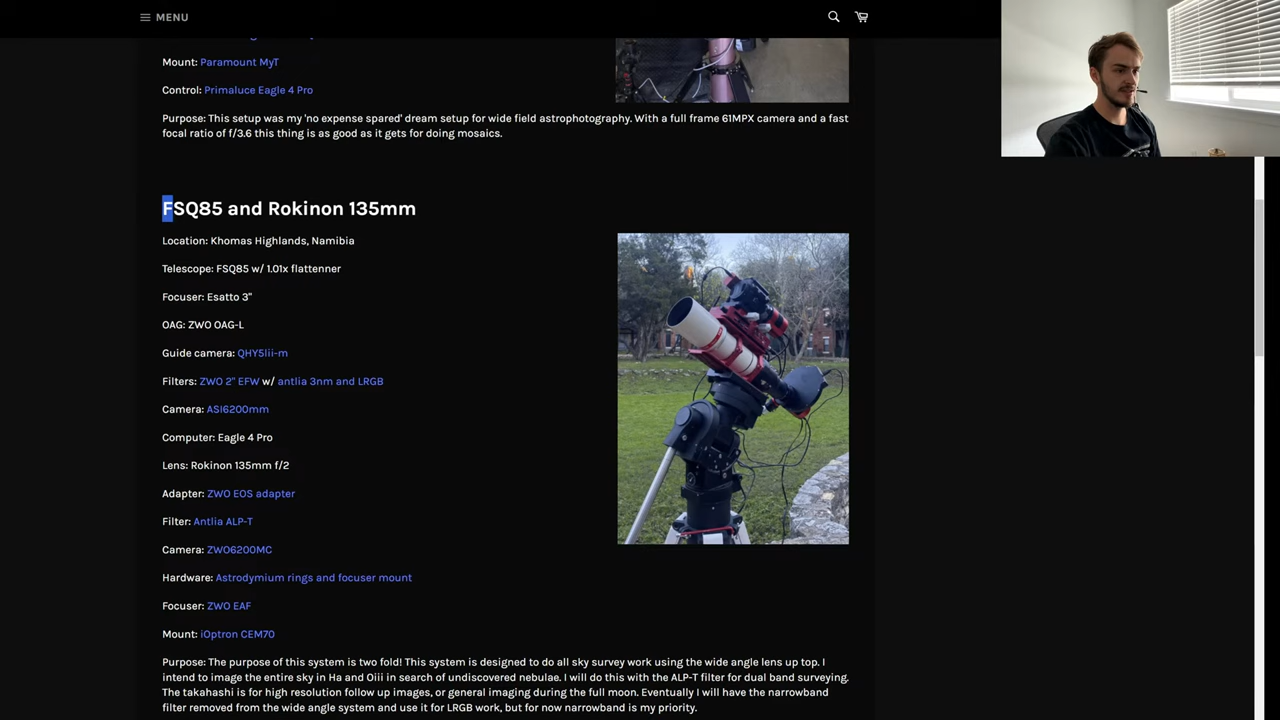 MENU
Mount: Paramount MyT
Control: Primaluce Eagle 4 Pro
Purpose: This setup was my 'no expense spared' dream setup for wide field astrophotography. With a full frame 61MPX camera and a fast
focal ratio of f/3.6 this thing is as good as it gets for doing mosaics.
FSQ85 and Rokinon 135mm
Location: Khomas Highlands, Namibia
Telescope: FSQ85 w/ 1.01x flattenner
Focuser: Esatto 3"
OAG: ZWO OAG-L
Guide camera: QHY5Iii-m
Filters: ZWO 2" EFW w/ antlia 3nm and LRGB
Camera: ASI6200mm
Computer: Eagle 4 Pro
Lens: Rokinon 135mm f/2
Adapter: ZWO EOS adapter
Filter: Antlia ALP-T
Camera: ZWO6200MC
Hardware: Astrodymium rings and focuser mount
Focuser: ZWO EAF
Mount: iOptron CEM70
Purpose: The purpose of this system is two fold! This system is designed to do all sky survey work using the wide angle lens up top. I
intend to image the entire sky in Ha and Oiii in search of undiscovered nebulae. I will do this with the ALP-T filter for dual band surveying.
The takahashi is for high resolution follow up images, or general imaging during the full moon. Eventually I will have the narrowband
filter removed from the wide angle system and use it for LRGB work, but for now narrowband is my priority.